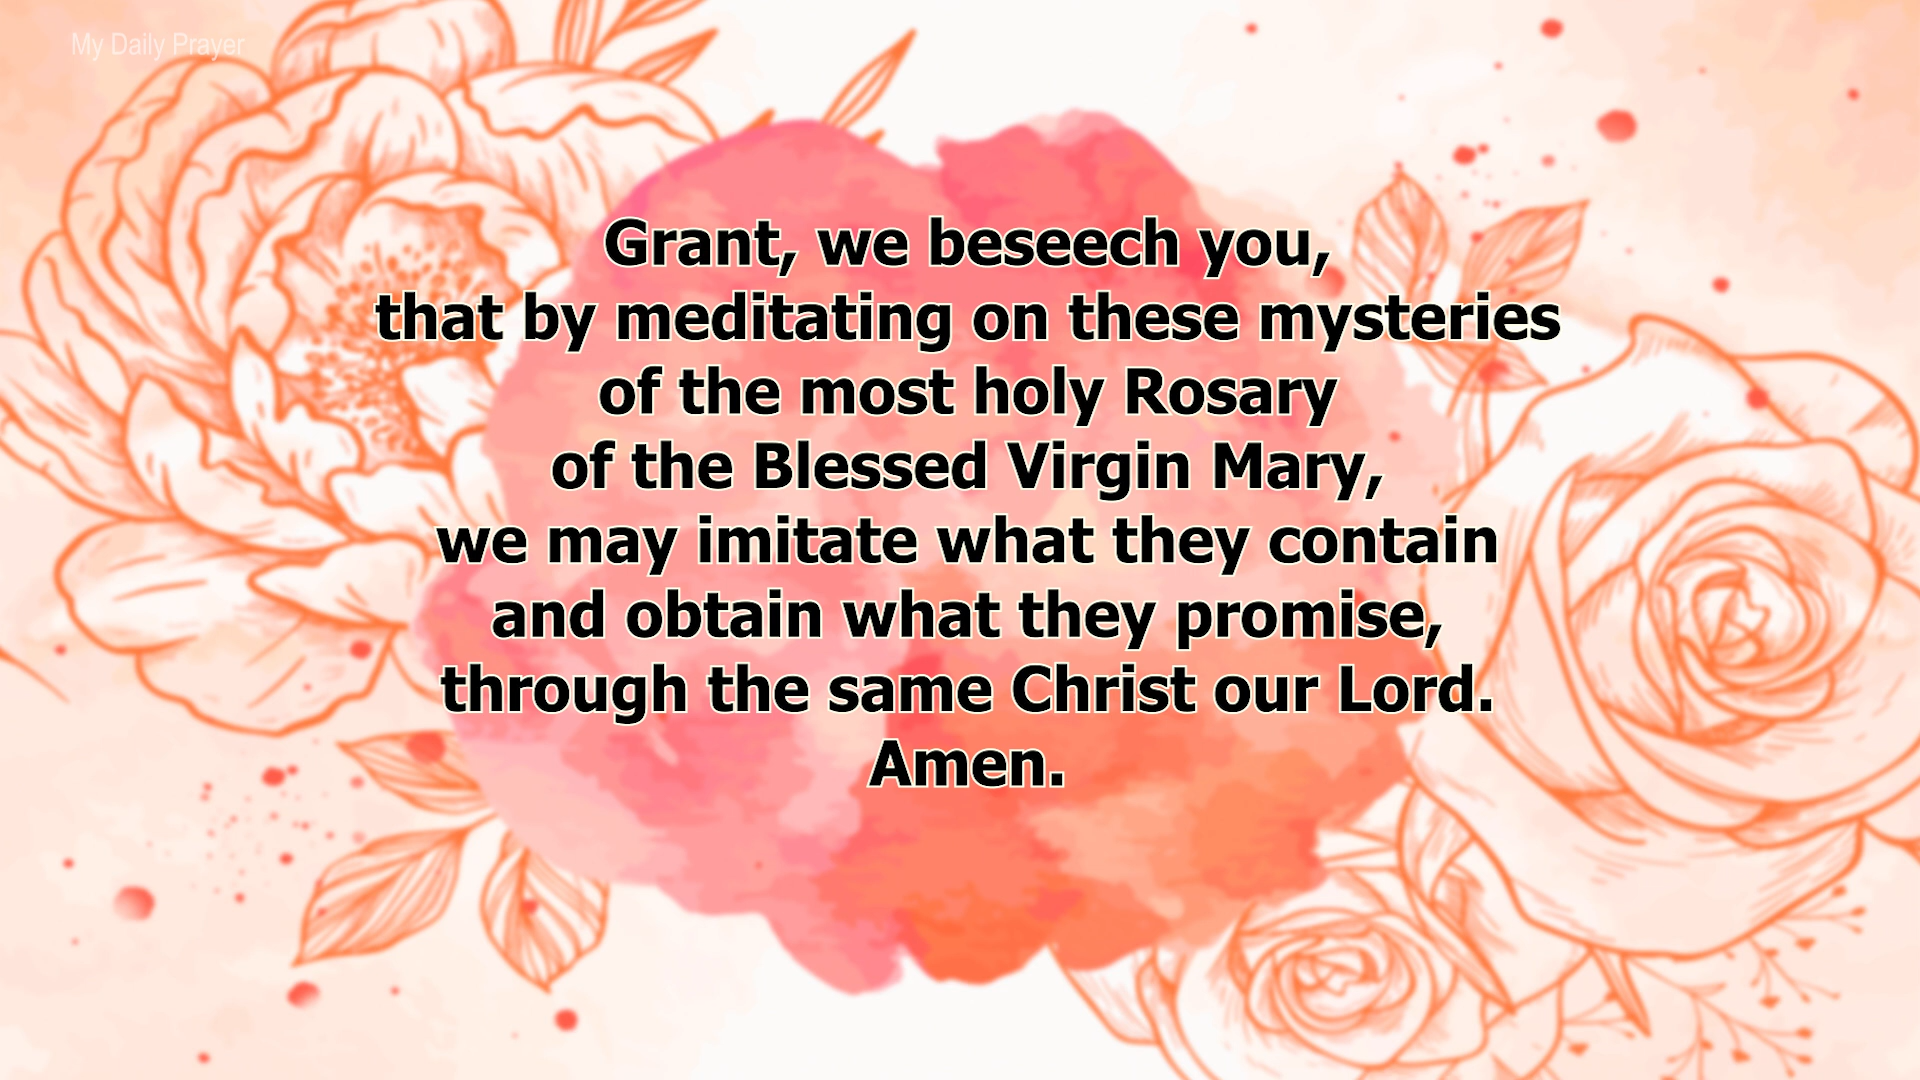 My Daily Prayer
Grant, we beseech you,
that by meditating on these mysteries
of the most holy Rosary
of the Blessed Virgin Mary,
we may imitate what they contain
and obtain what they promise,
through the same Christ our Lord.
Amen.